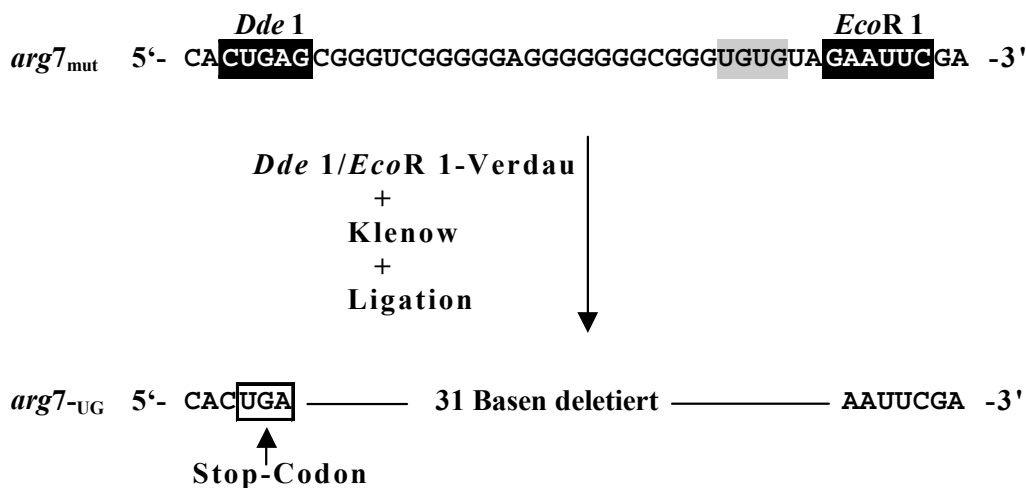 Dde 1 EcoR 1
arg7mut 5‘- CACUGAGCGGGUCGGGGGAGGGGGGGCGGGUGUGUAGAAUUCGA -3'
Dde 1/EcoR 1-Verdau
+
Klenow
+
Ligation
arg7-UG 5‘- CACUGA 31 Basen deletiert AAUUCGA -3'
Stop-Codon